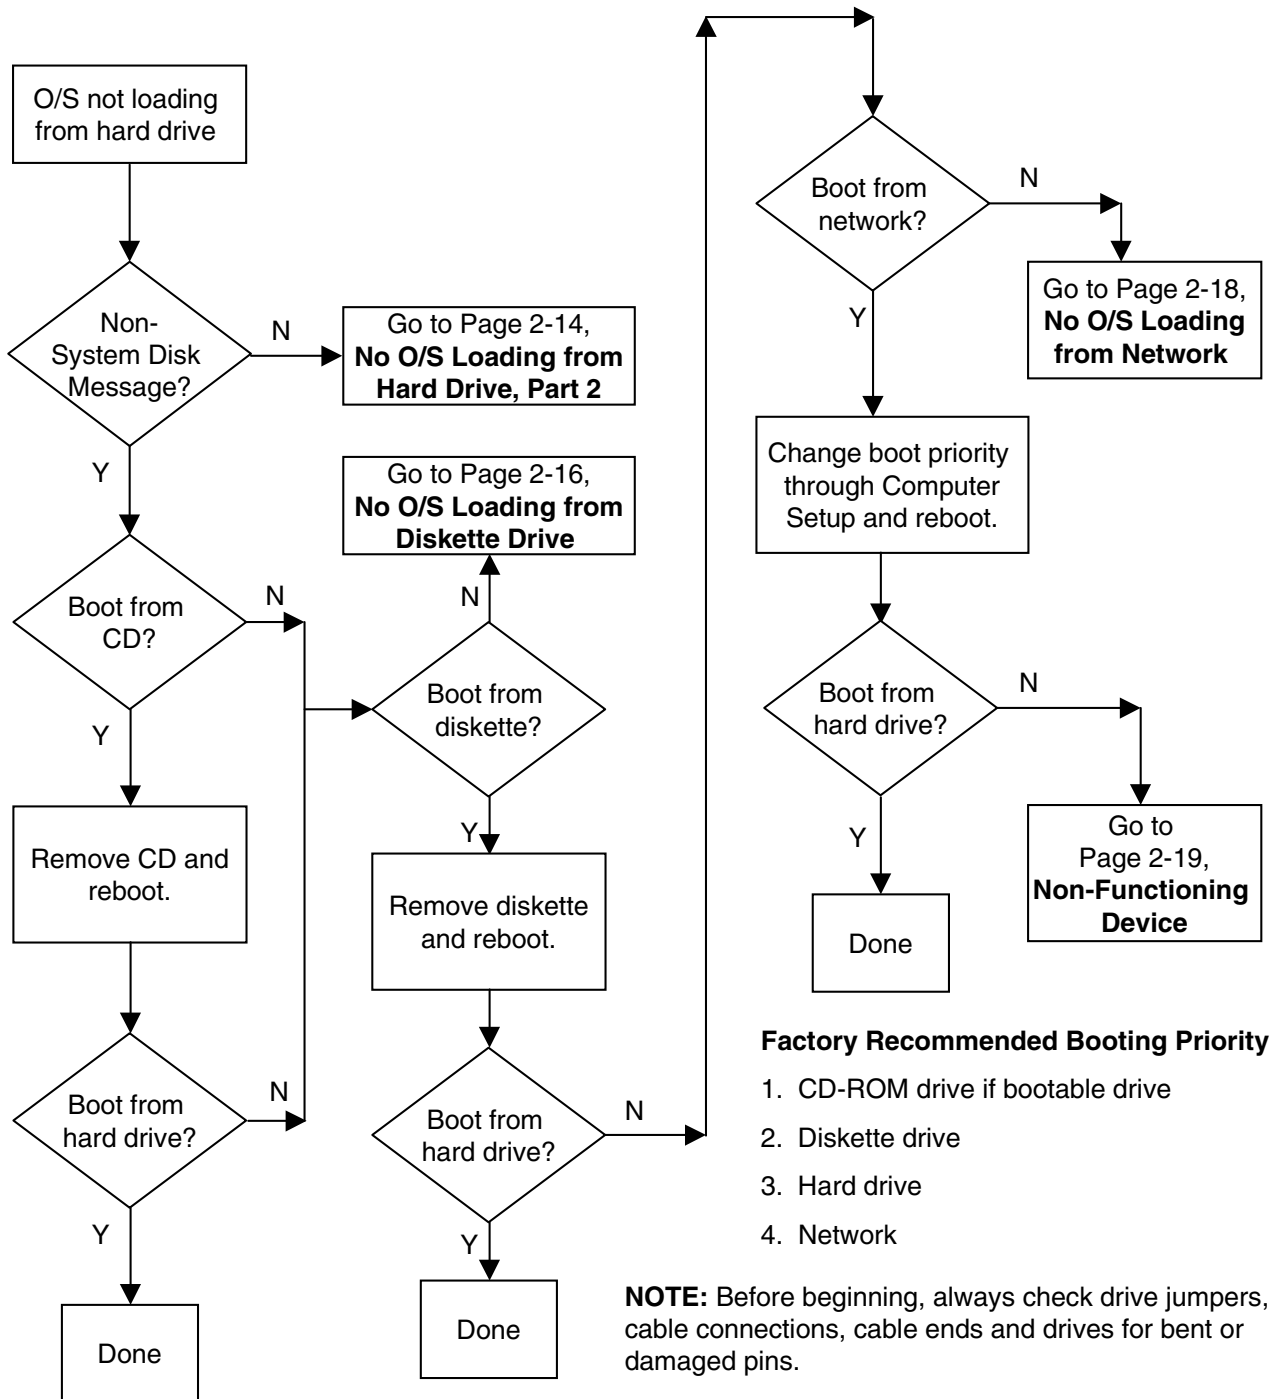 O/S not loading
from hard drive
Non-
System Disk
Message?
N
Go to Page 2-14,
No O/S Loading from
Hard Drive, Part 2
Y
Boot from
CD?
N
Y
Remove CD and
reboot.
Boot from
hard drive?
N
Y
Done
Go to Page 2-16,
No O/S Loading from
Diskette Drive
N
Boot from
diskette?
Y
Remove diskette
and reboot.
Boot from
hard drive?
N
Y
Done
Boot from
network?
N
Go to Page 2-18,
No O/S Loading
from Network
Y
Change boot priority
through Computer
Setup and reboot.
Boot from
hard drive?
N
Go to
Page 2-19,
Non-Functioning
Device
Y
Done
Factory Recommended Booting Priority
1. CD-ROM drive if bootable drive
2. Diskette drive
3. Hard drive
4. Network
NOTE: Before beginning, always check drive jumpers,
cable connections, cable ends and drives for bent or
damaged pins.